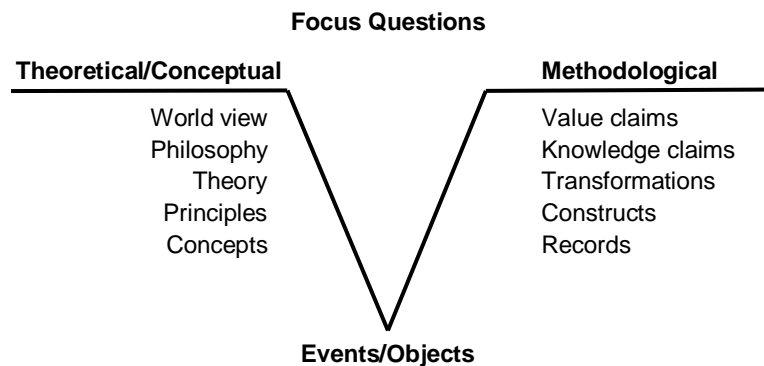 Focus Questions
Theoretical/Conceptual
World view
Philosophy
Theory
Principles
Concepts
Methodological
Value claims
Knowledge claims
Transformations
Constructs
Records
Events/Objects